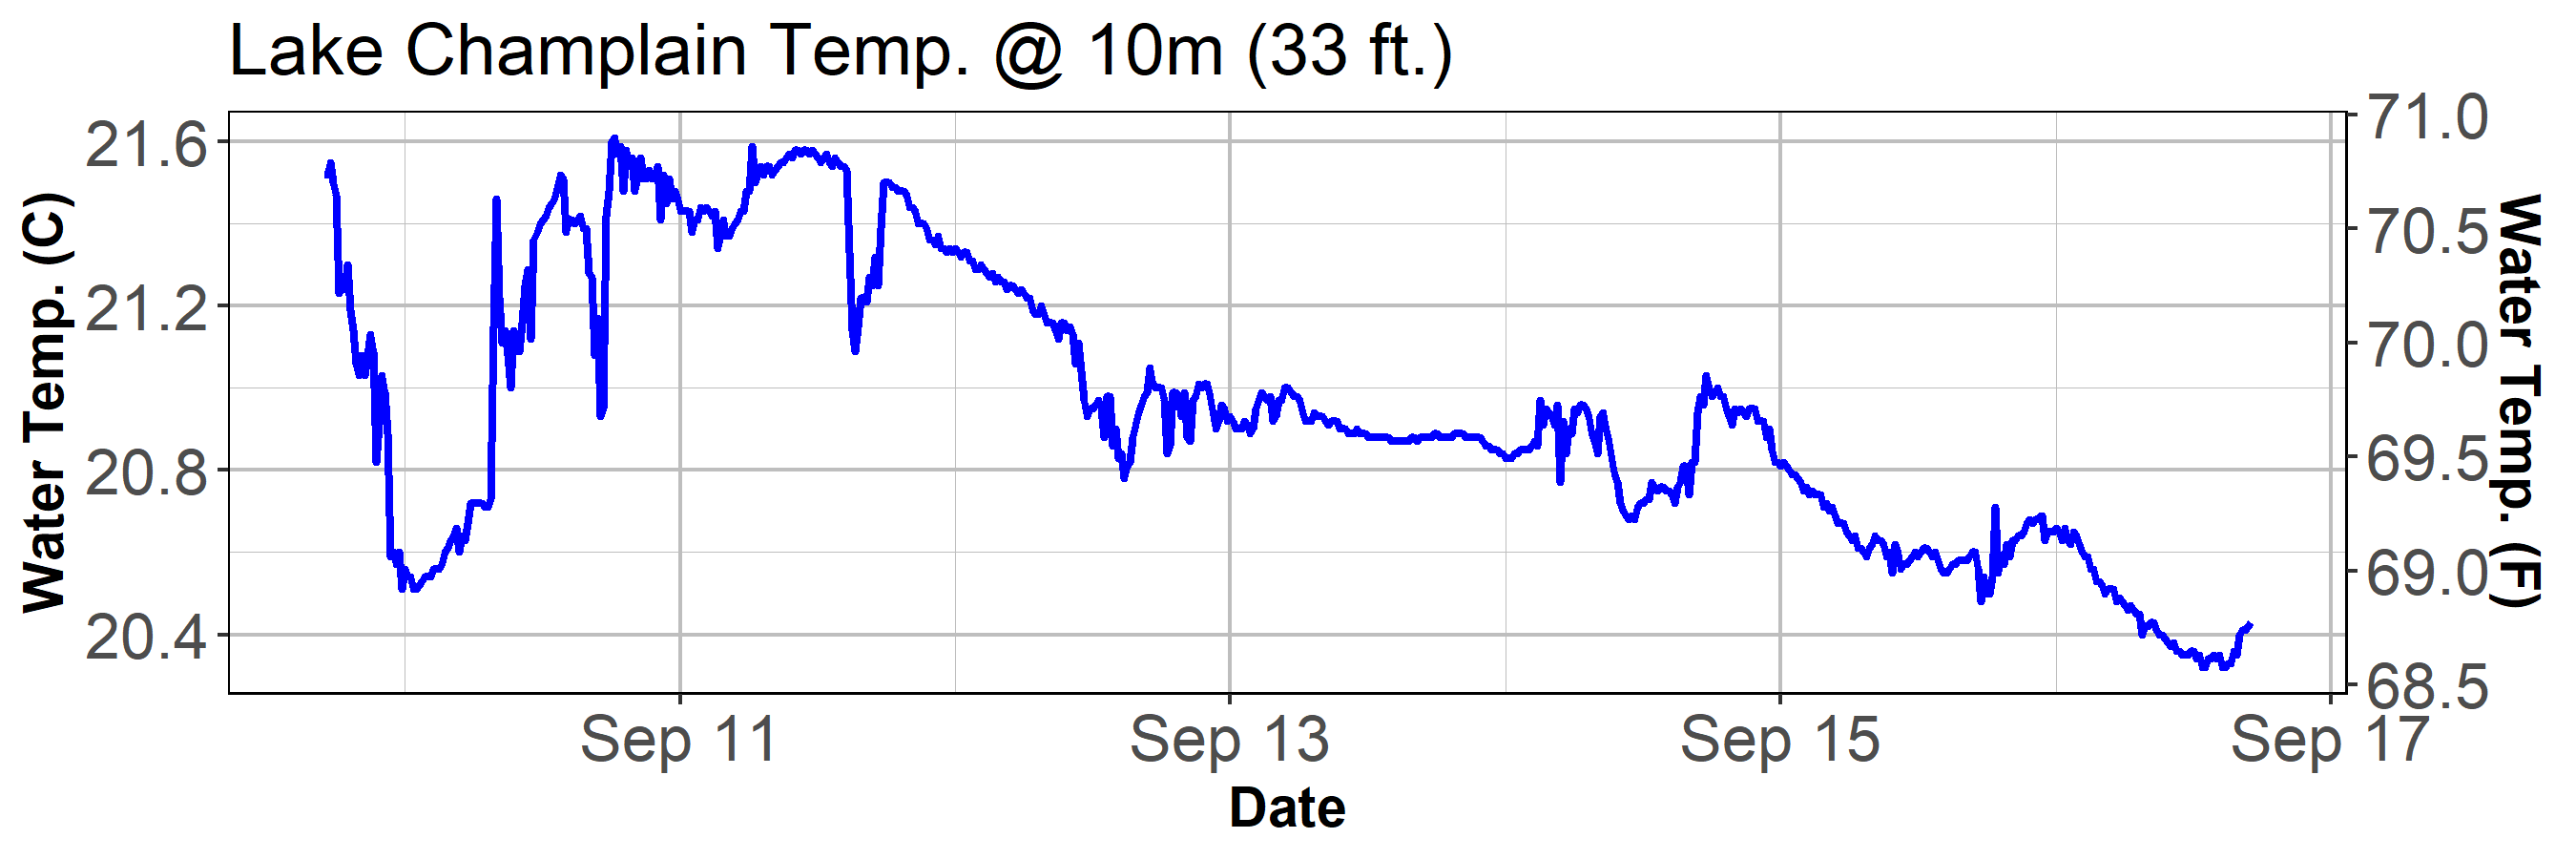 Lake Champlain Temp. @ 10m (33 ft.)
Water Temp. (C)
21.6
21.2
20.8
20.4
71.0
70.5
70.0
69.5
69.0
68.5
Water Temp. (F)
Sep 11
Sep 13
Sep 15
Sep 17
Date